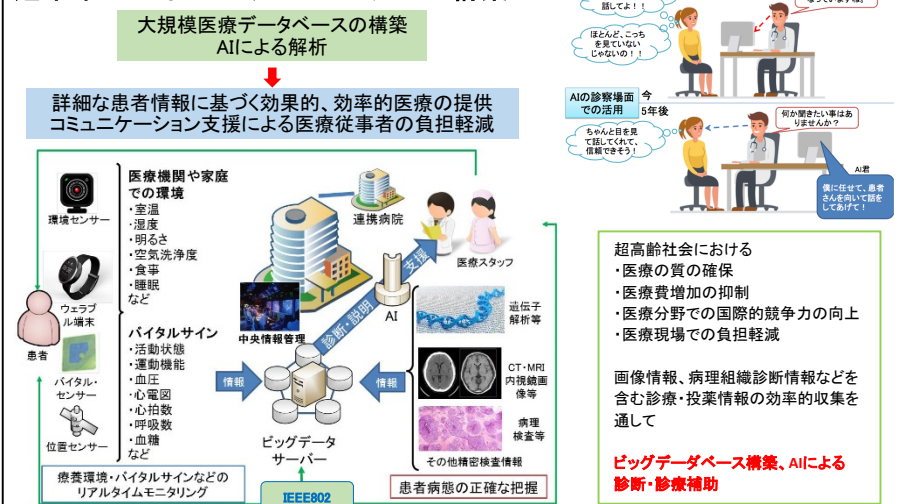 大規模医療データベースの構築
AIによる解析
詳細な患者情報に基づく効果的、効率的医療の提供
コミュニケーション支援による医療従事者の負担軽減
話してよ！！
ほとんど、こっち
を見ていない
じゃないの！！
AIの診察場面
での活用
今
5年後
ちゃんと目を見
て話してくれて、
信頼できそう！
何か聞きたい事はあ
りませんか？
AI君
僕に任せて、患者
さんを向いて話を
してあげて！
環境センサー
ウェラブ
ル端末
患者
バイタル・
センサー
位置センサー
医療機関や家庭
での環境
・室温
・湿度
・明るさ
・空気洗浄度
・食事
・睡眠
など
バイタルサイン
・活動状態
・運動機能
・血圧
・心電図
・心拍数
・呼吸数
・血糖
など
療養環境・バイタルサインなどの
リアルタイムモニタリング
連携病院
医療スタッフ
支援
AI
診断・説明
中央情報管理
情報
情報
ビッグデータ
サーバー
IEEE802
遺伝子
解析等
CT・MRI
内視鏡画
像等
病理
検査等
その他精密検査情報
患者病態の正確な把握
超高齢社会における
・医療の質の確保
・医療費増加の抑制
・医療分野での国際的競争力の向上
・医療現場での負担軽減
画像情報、病理組織診断情報などを
含む診療・投薬情報の効率的収集を
通して
ビッグデータベース構築、AIによる
診断・診療補助